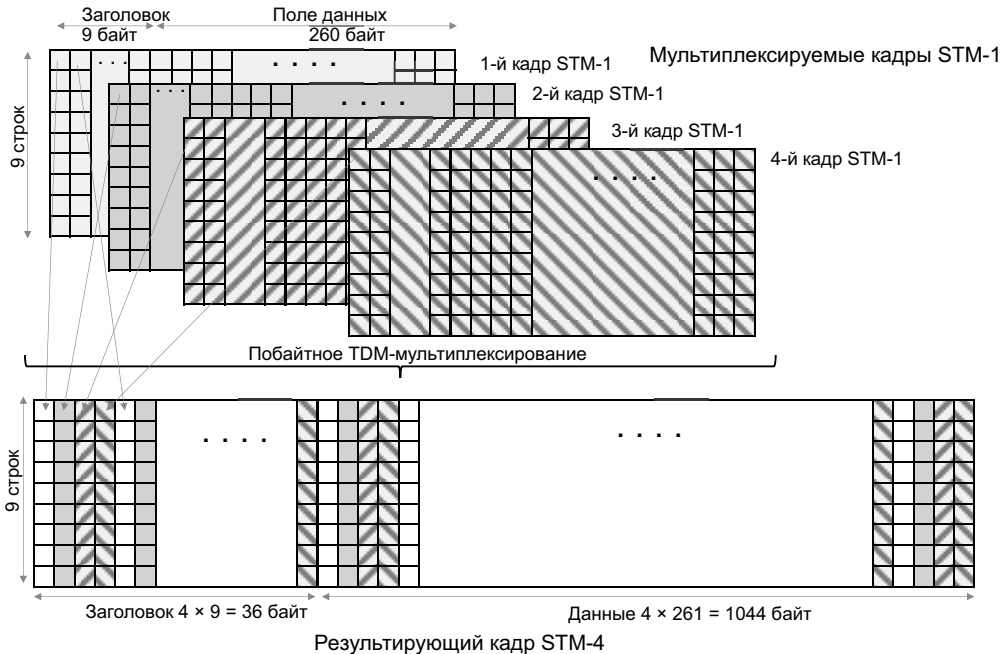 Заголовок
9 байт
Поле данных
260 байт
Мультиплексируемые кадры STM-1
1-й кадр STM-1
2-й кадр STM-1
3-й кадр STM-1
4-й кадр STM-1
9 строк
Побайтное TDM-мультиплексирование
9 строк
Заголовок 4 × 9 = 36 байт
Данные 4 × 261 = 1044 байт
Результирующий кадр STM-4